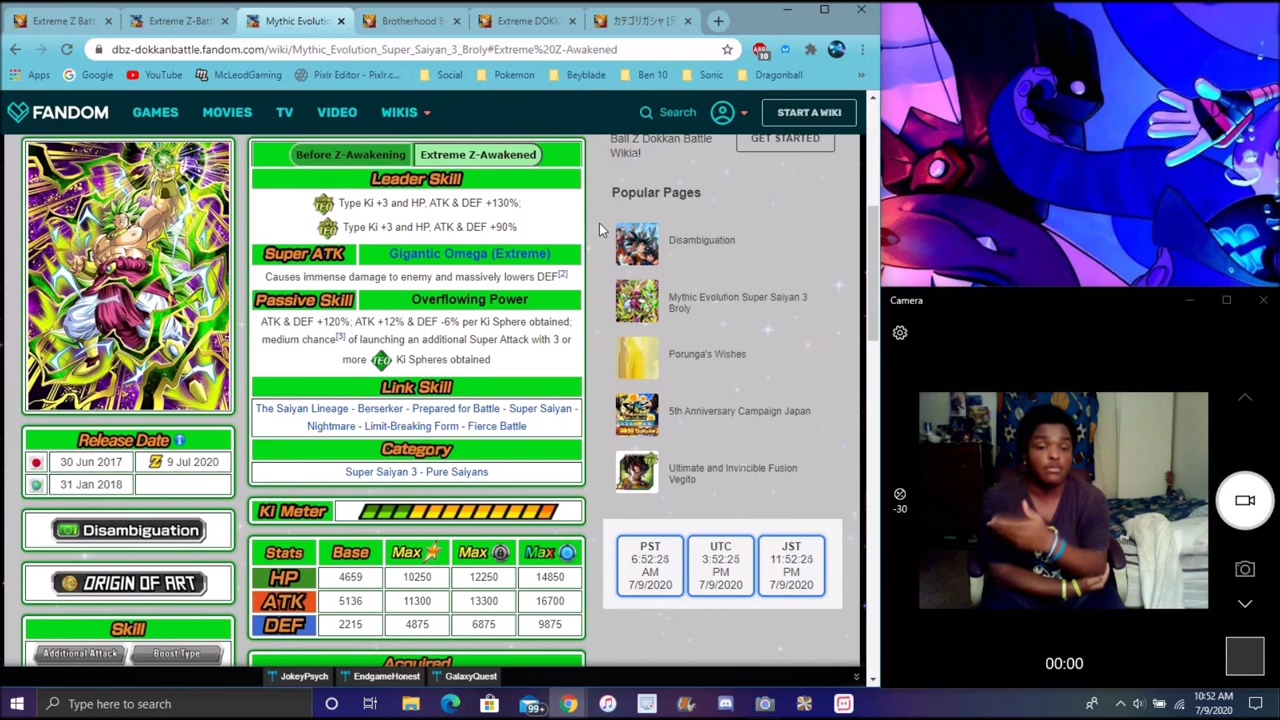 Extreme Z Batt
Extreme Z-Batt
Mythic Evolutio
Brotherhood B
Extreme DOKK
カテゴリガシャ [
dbz-dokkanbattle.fandom.com/wiki/Mythic_Evolution_Super_Saiyan_3_Broly#Extreme%20Z-Awakened
Apps Google YouTube McLeodGaming Pixlr Editor - Pixlr.c... Social Pokemon Beyblade Ben 10 Sonic Dragonball »
FANDOM GAMES MOVIES TV VIDEO WIKIS Search START A WIKI
Before Z-Awakening Extreme Z-Awakened
Leader Skill
TEQ Type Ki +3 and HP, ATK & DEF +130%;
TEQ Type Ki +3 and HP, ATK & DEF +90%
Super ATK Gigantic Omega (Extreme)
Causes immense damage to enemy and massively lowers DEF[2]
Passive Skill Overflowing Power
ATK & DEF +120%; ATK +12% & DEF -6% per Ki Sphere obtained;
medium chance[3] of launching an additional Super Attack with 3 or
more TEQ Ki Spheres obtained
Link Skill
The Saiyan Lineage - Berserker - Prepared for Battle - Super Saiyan -
Nightmare - Limit-Breaking Form - Fierce Battle
Category
Super Saiyan 3 - Pure Saiyans
Ki Meter
Stats Base Max Max Max
HP 4659 10250 12250 14850
ATK 5136 11300 13300 16700
DEF 2215 4875 6875 9875
Acquired
Release Date
30 Jun 2017 Z 9 Jul 2020
31 Jan 2018
Disambiguation
ORIGIN OF ART
Skill
Additional Attack Boost Type
Ball Z Dokkan Battle
Wikia!
GET STARTED
Popular Pages
Disambiguation
Mythic Evolution Super Saiyan 3
Broly
Porunga's Wishes
5th Anniversary Campaign Japan
Ultimate and Invincible Fusion
Vegito
PST UTC JST
6:52:25 3:52:25 11:52:25
AM PM PM
7/9/2020 7/9/2020 7/9/2020
JokeyPsych EndgameHonest GalaxyQuest
Camera
-30
00:00
Type here to search
99+
10:52 AM
7/9/2020